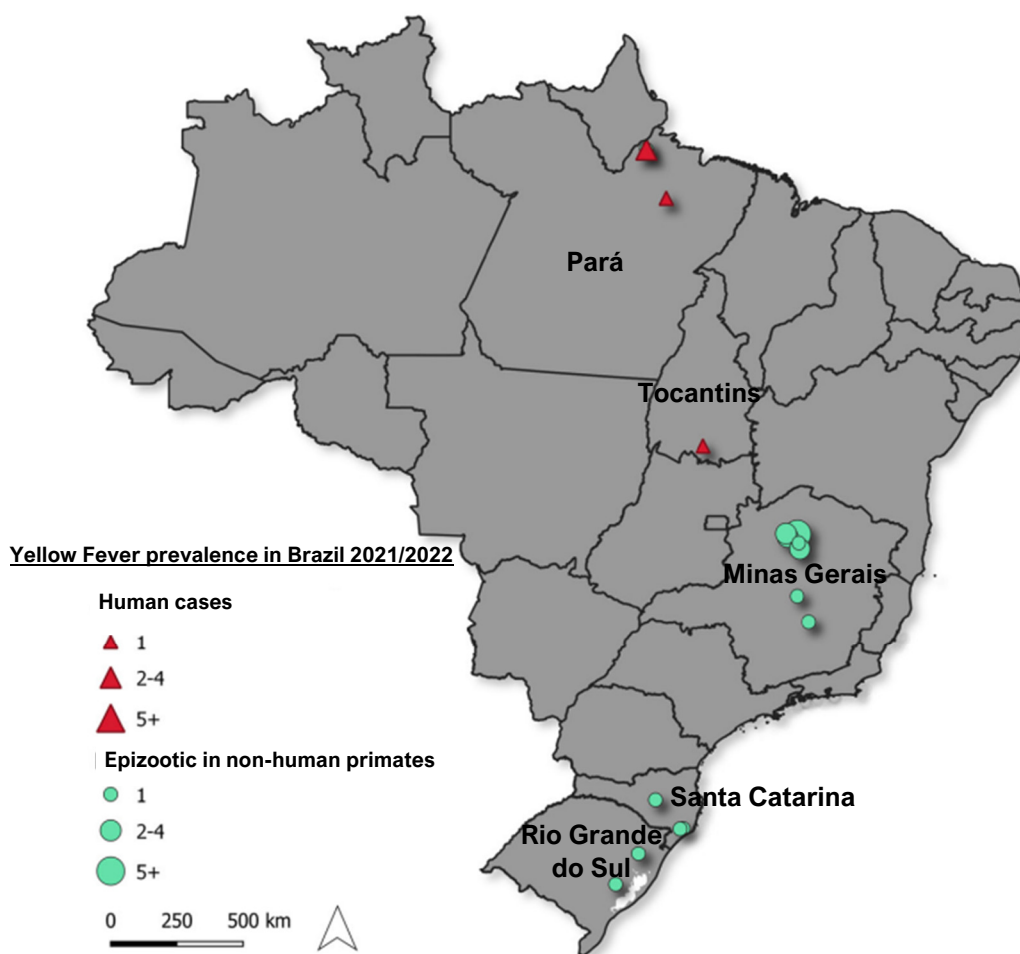 Pará
Tocantins
Yellow Fever prevalence in Brazil 2021/2022
Minas Gerais
Human cases
1
2-4
5+
Epizootic in non-human primates
1
2-4
5+
Santa Catarina
Rio Grande
do Sul
0 250 500 km